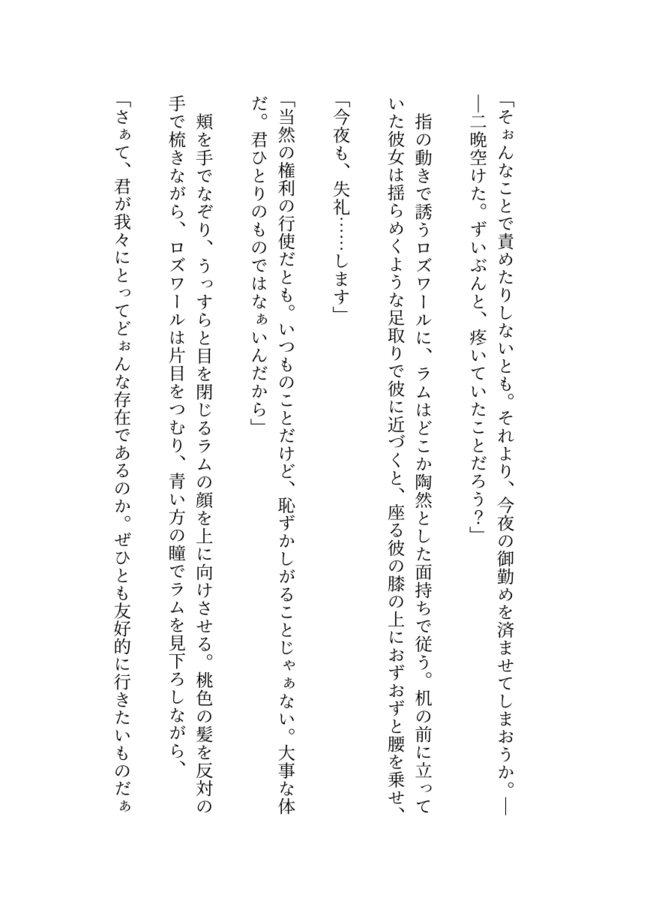 「そぉんなことで責めたりしないとも。それより、今夜の御勤めを済ませてしまおうか。―
―二晩空けた。ずいぶんと、疼いていたことだろう？」
　指の動きで誘うロズワールに、ラムはどこか陶然とした面持ちで従う。机の前に立って
いた彼女は揺らめくような足取りで彼に近づくと、座る彼の膝の上におずおずと腰を乗せ、
「今夜も、失礼……します」
「当然の権利の行使だとも。いつものことだけど、恥ずかしがることじゃぁない。大事な体
だ。君ひとりのものではなぁいんだから」
　頬を手でなぞり、うっすらと目を閉じるラムの顔を上に向けさせる。桃色の髪を反対の
手で梳きながら、ロズワールは片目をつむり、青い方の瞳でラムを見下ろしながら、
「さぁて、君が我々にとってどぉんな存在であるのか。ぜひとも友好的に行きたいものだぁ